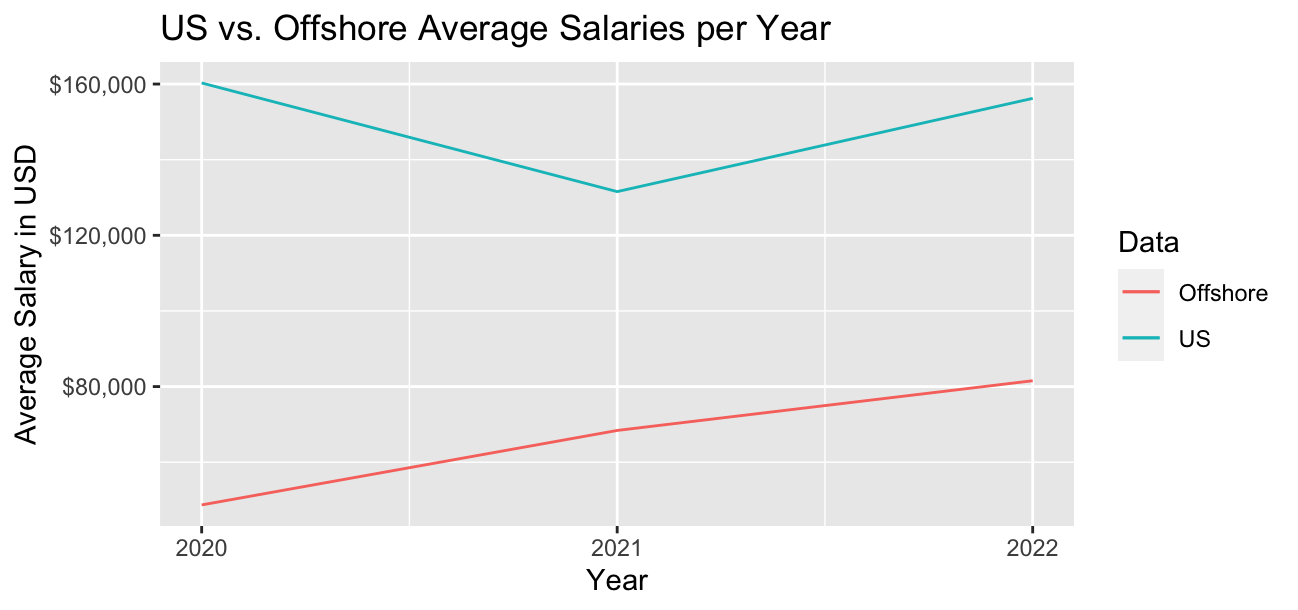 US vs. Offshore Average Salaries per Year
Average Salary in USD
$160,000
$120,000
$80,000
2020 2021 2022
Year
Data
Offshore
US